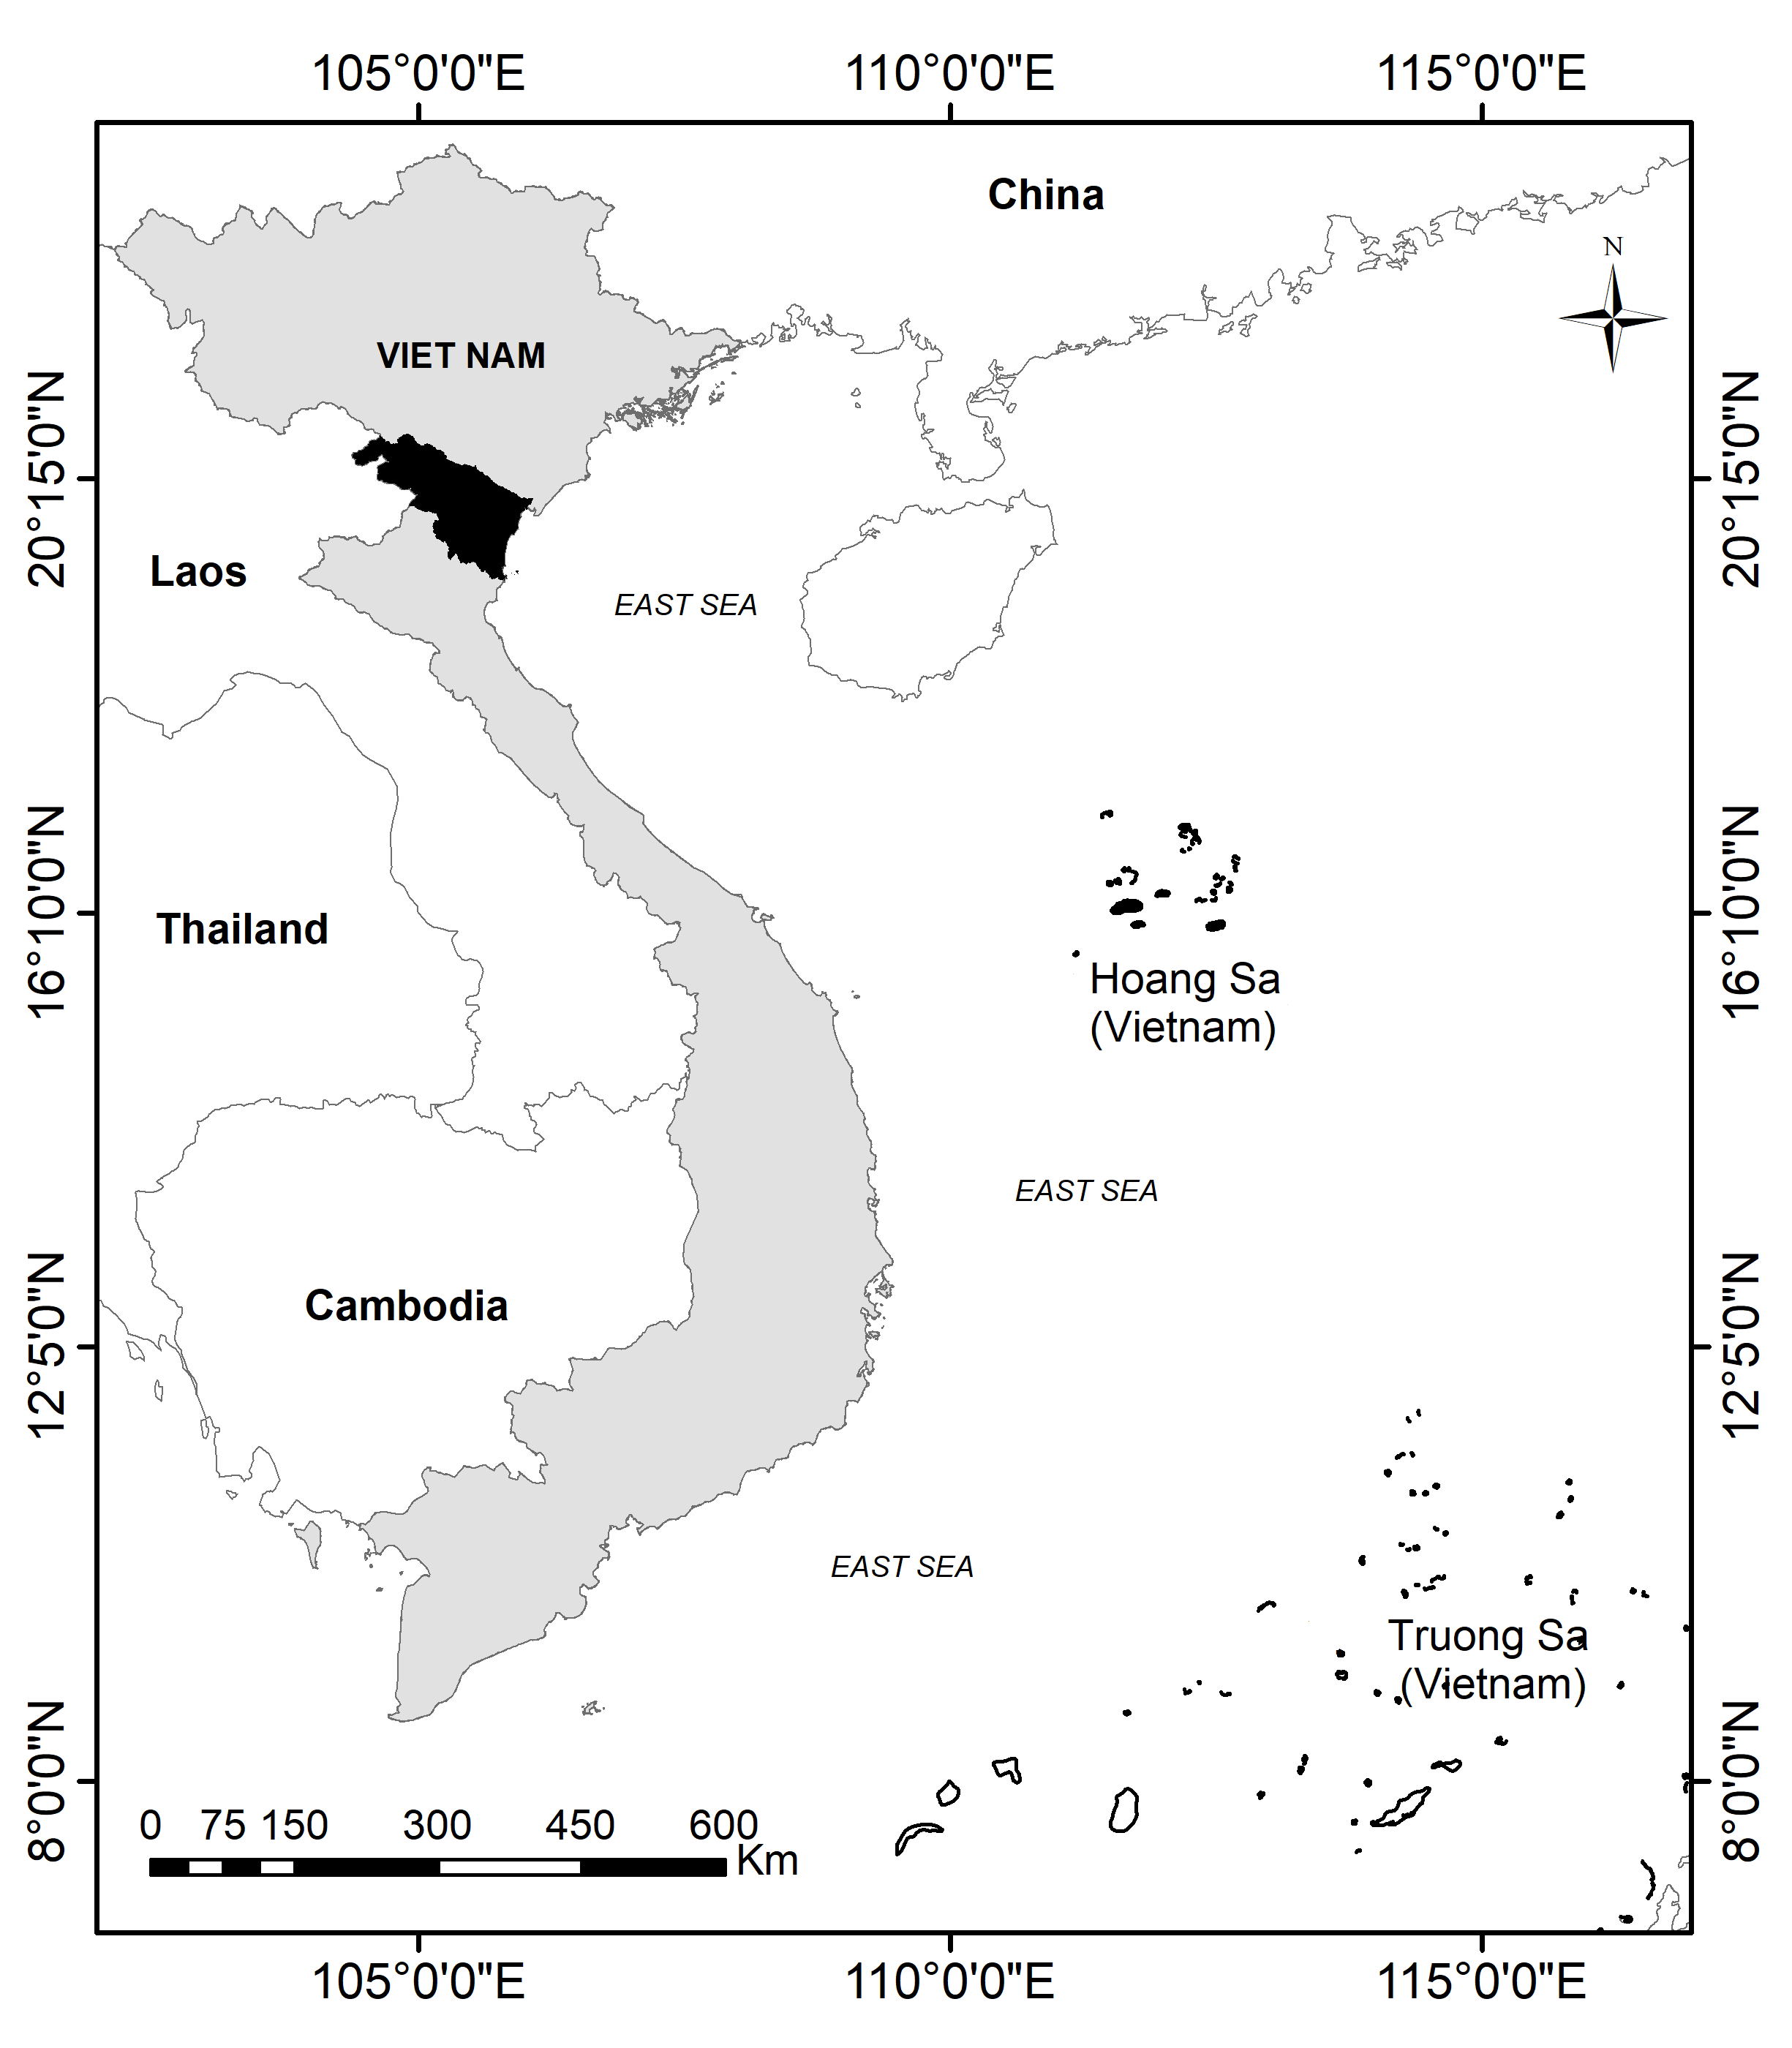 105°0'0"E 110°0'0"E 115°0'0"E
China
N
VIET NAM
20°15'0"N 20°15'0"N
Laos
EAST SEA
16°10'0"N 16°10'0"N
Thailand
Hoang Sa
(Vietnam)
EAST SEA
Cambodia
12°5'0"N 12°5'0"N
EAST SEA
Truong Sa
(Vietnam)
8°0'0"N 8°0'0"N
0 75 150 300 450 600
Km
105°0'0"E 110°0'0"E 115°0'0"E